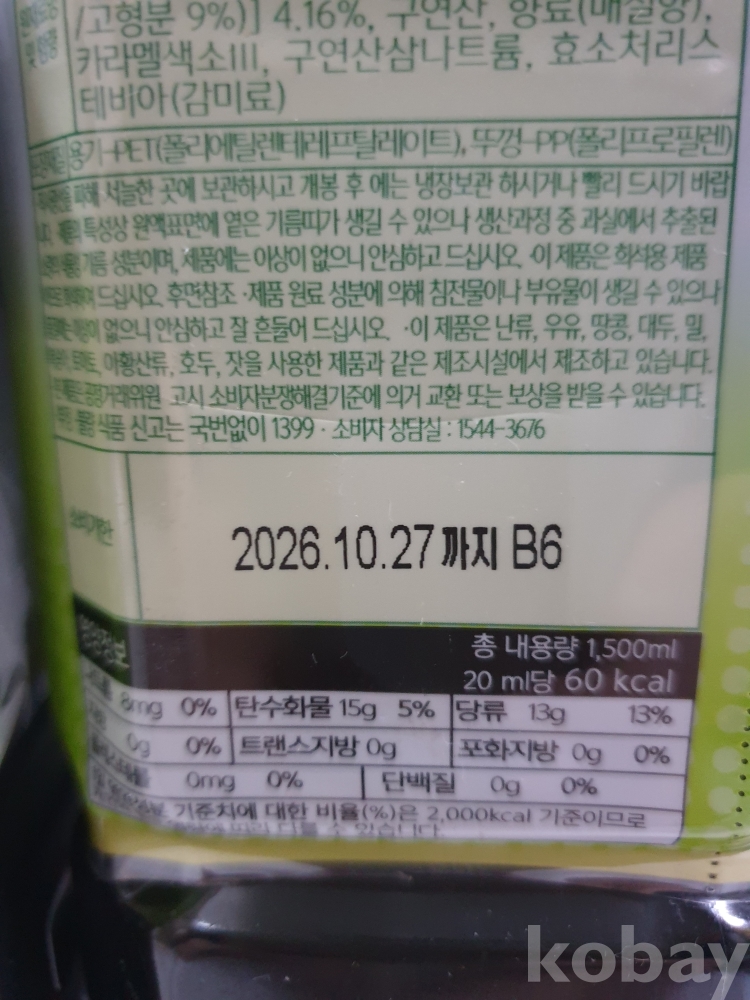 /고형분 9%)] 4.16%, 구연산, 향료(매실향),
카라멜색소III, 구연산삼나트륨, 효소처리스
테비아(감미료)
용기-PET(폴리에틸렌테레프탈레이트), 뚜껑-PP(폴리프로필렌)
피해 서늘한 곳에 보관하시고 개봉 후 에는 냉장보관 하시거나 빨리 드시기 바랍
특성상 원액표면에 옅은 기름띠가 생길 수 있으나 생산과정 중 과실에서 추출된
기름 성분이며, 제품에는 이상이 없으니 안심하고 드십시오. ·이 제품은 희석용 제품
드십시오. 후면참조 ·제품 원료 성분에 의해 침전물이나 부유물이 생길 수 있으나
없으니 안심하고 잘 흔들어 드십시오. ·이 제품은 난류, 우유, 땅콩, 대두, 밀,
토마토, 아황산류, 호두, 잣을 사용한 제품과 같은 제조시설에서 제조하고 있습니다.
공정거래위원 고시 소비자분쟁해결기준에 의거 교환 또는 보상을 받을 수 있습니다.
불량 식품 신고는 국번없이 1399 · 소비자 상담실 : 1544-3676
소비기한
2026.10.27 까지 B6
영양정보
총 내용량 1,500ml
20 ml당 60 kcal
8mg 0% 탄수화물 15g 5% 당류 13g 13%
0g 0% 트랜스지방 0g 포화지방 0g 0%
0mg 0% 단백질 0g 0%
기준치에 대한 비율(%)은 2,000kcal 기준이므로
다를 수 있습니다.
kobay